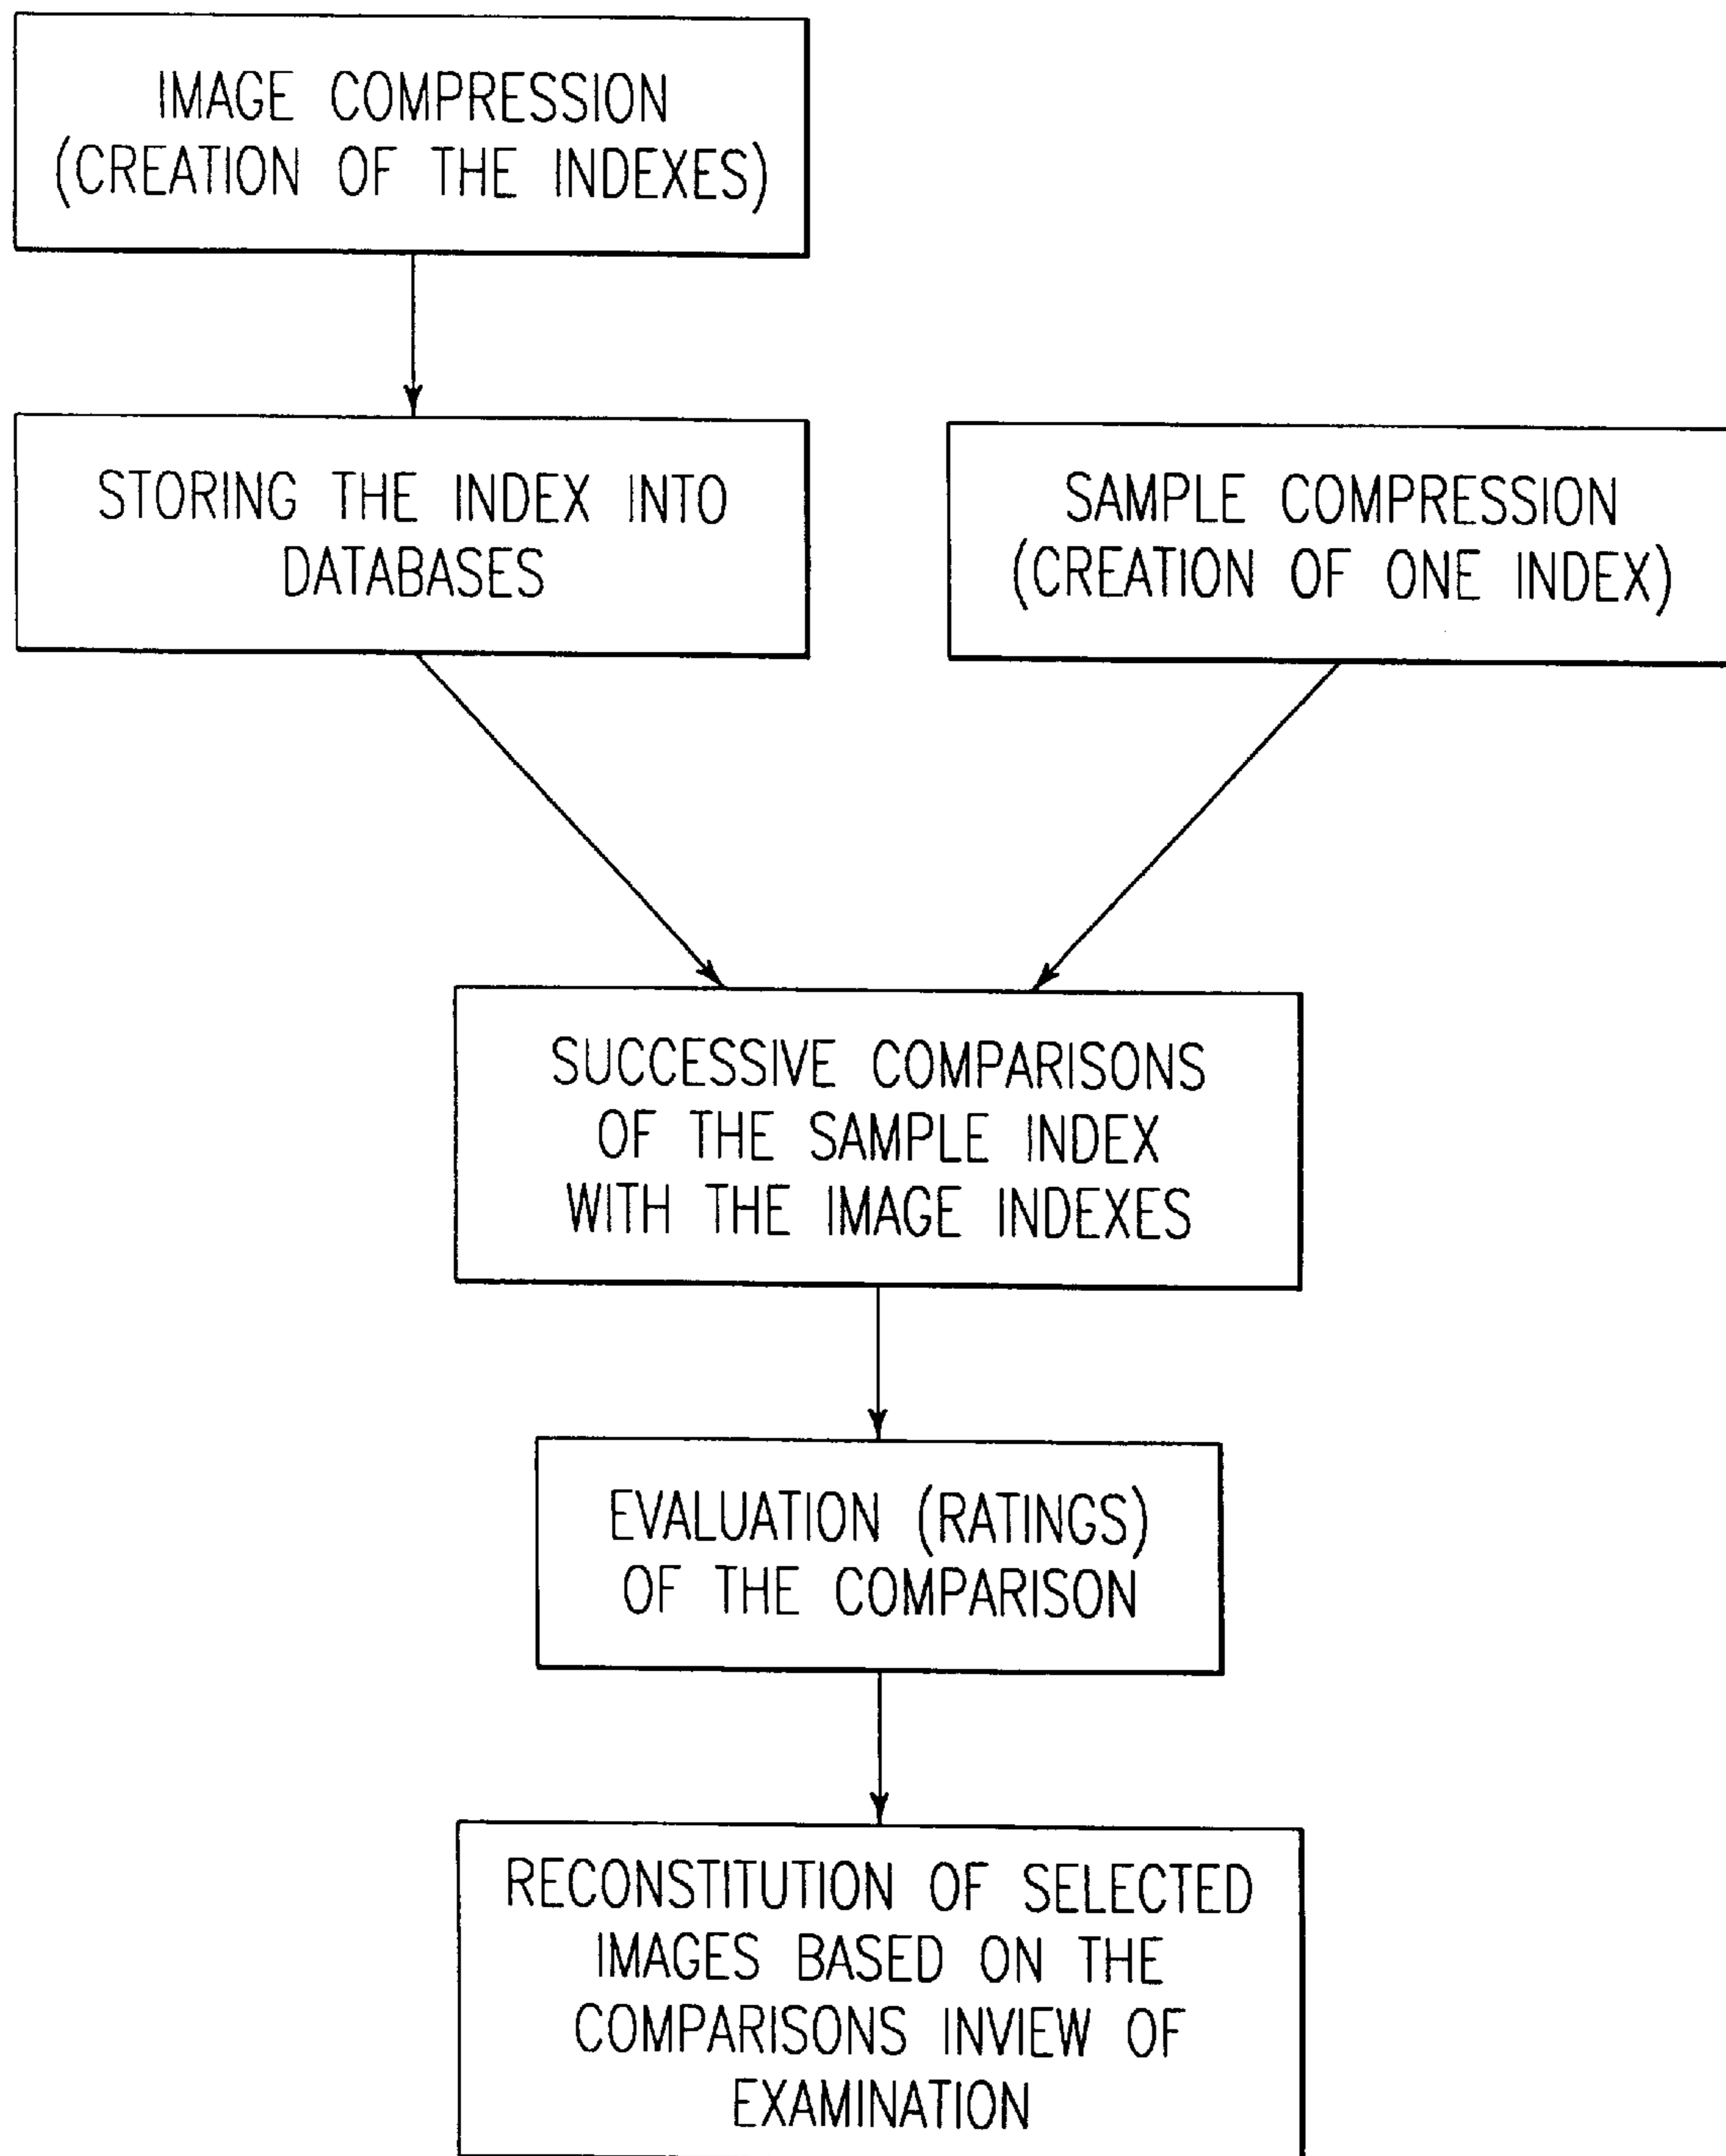 IMAGE COMPRESSION
(CREATION OF THE INDEXES)
STORING THE INDEX INTO
DATABASES
SAMPLE COMPRESSION
(CREATION OF ONE INDEX)
SUCCESSIVE COMPARISONS
OF THE SAMPLE INDEX
WITH THE IMAGE INDEXES
EVALUATION (RATINGS)
OF THE COMPARISON
RECONSTITUTION OF SELECTED
IMAGES BASED ON THE
COMPARISONS INVIEW OF
EXAMINATION